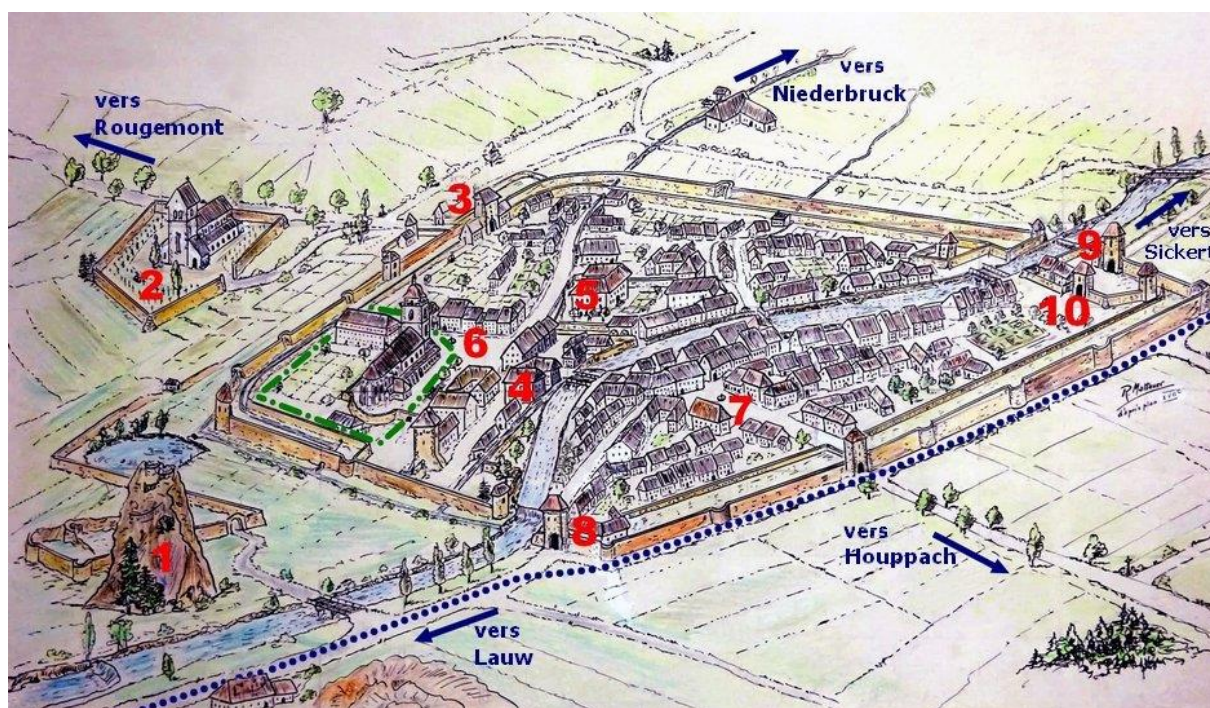 vers
Rougemont
vers
Niederbruck
3
2
9
vers
Sickert
5
10
6
4
7
8
1
vers
Houppach
vers
Lauw